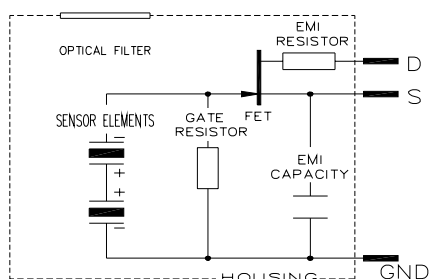 EMI
RESISTOR
OPTICAL FILTER
D
S
SENSOR ELEMENTS
GATE
RESISTOR
FET
EMI
CAPACITY
−
+
+
−
HOUSING
GND